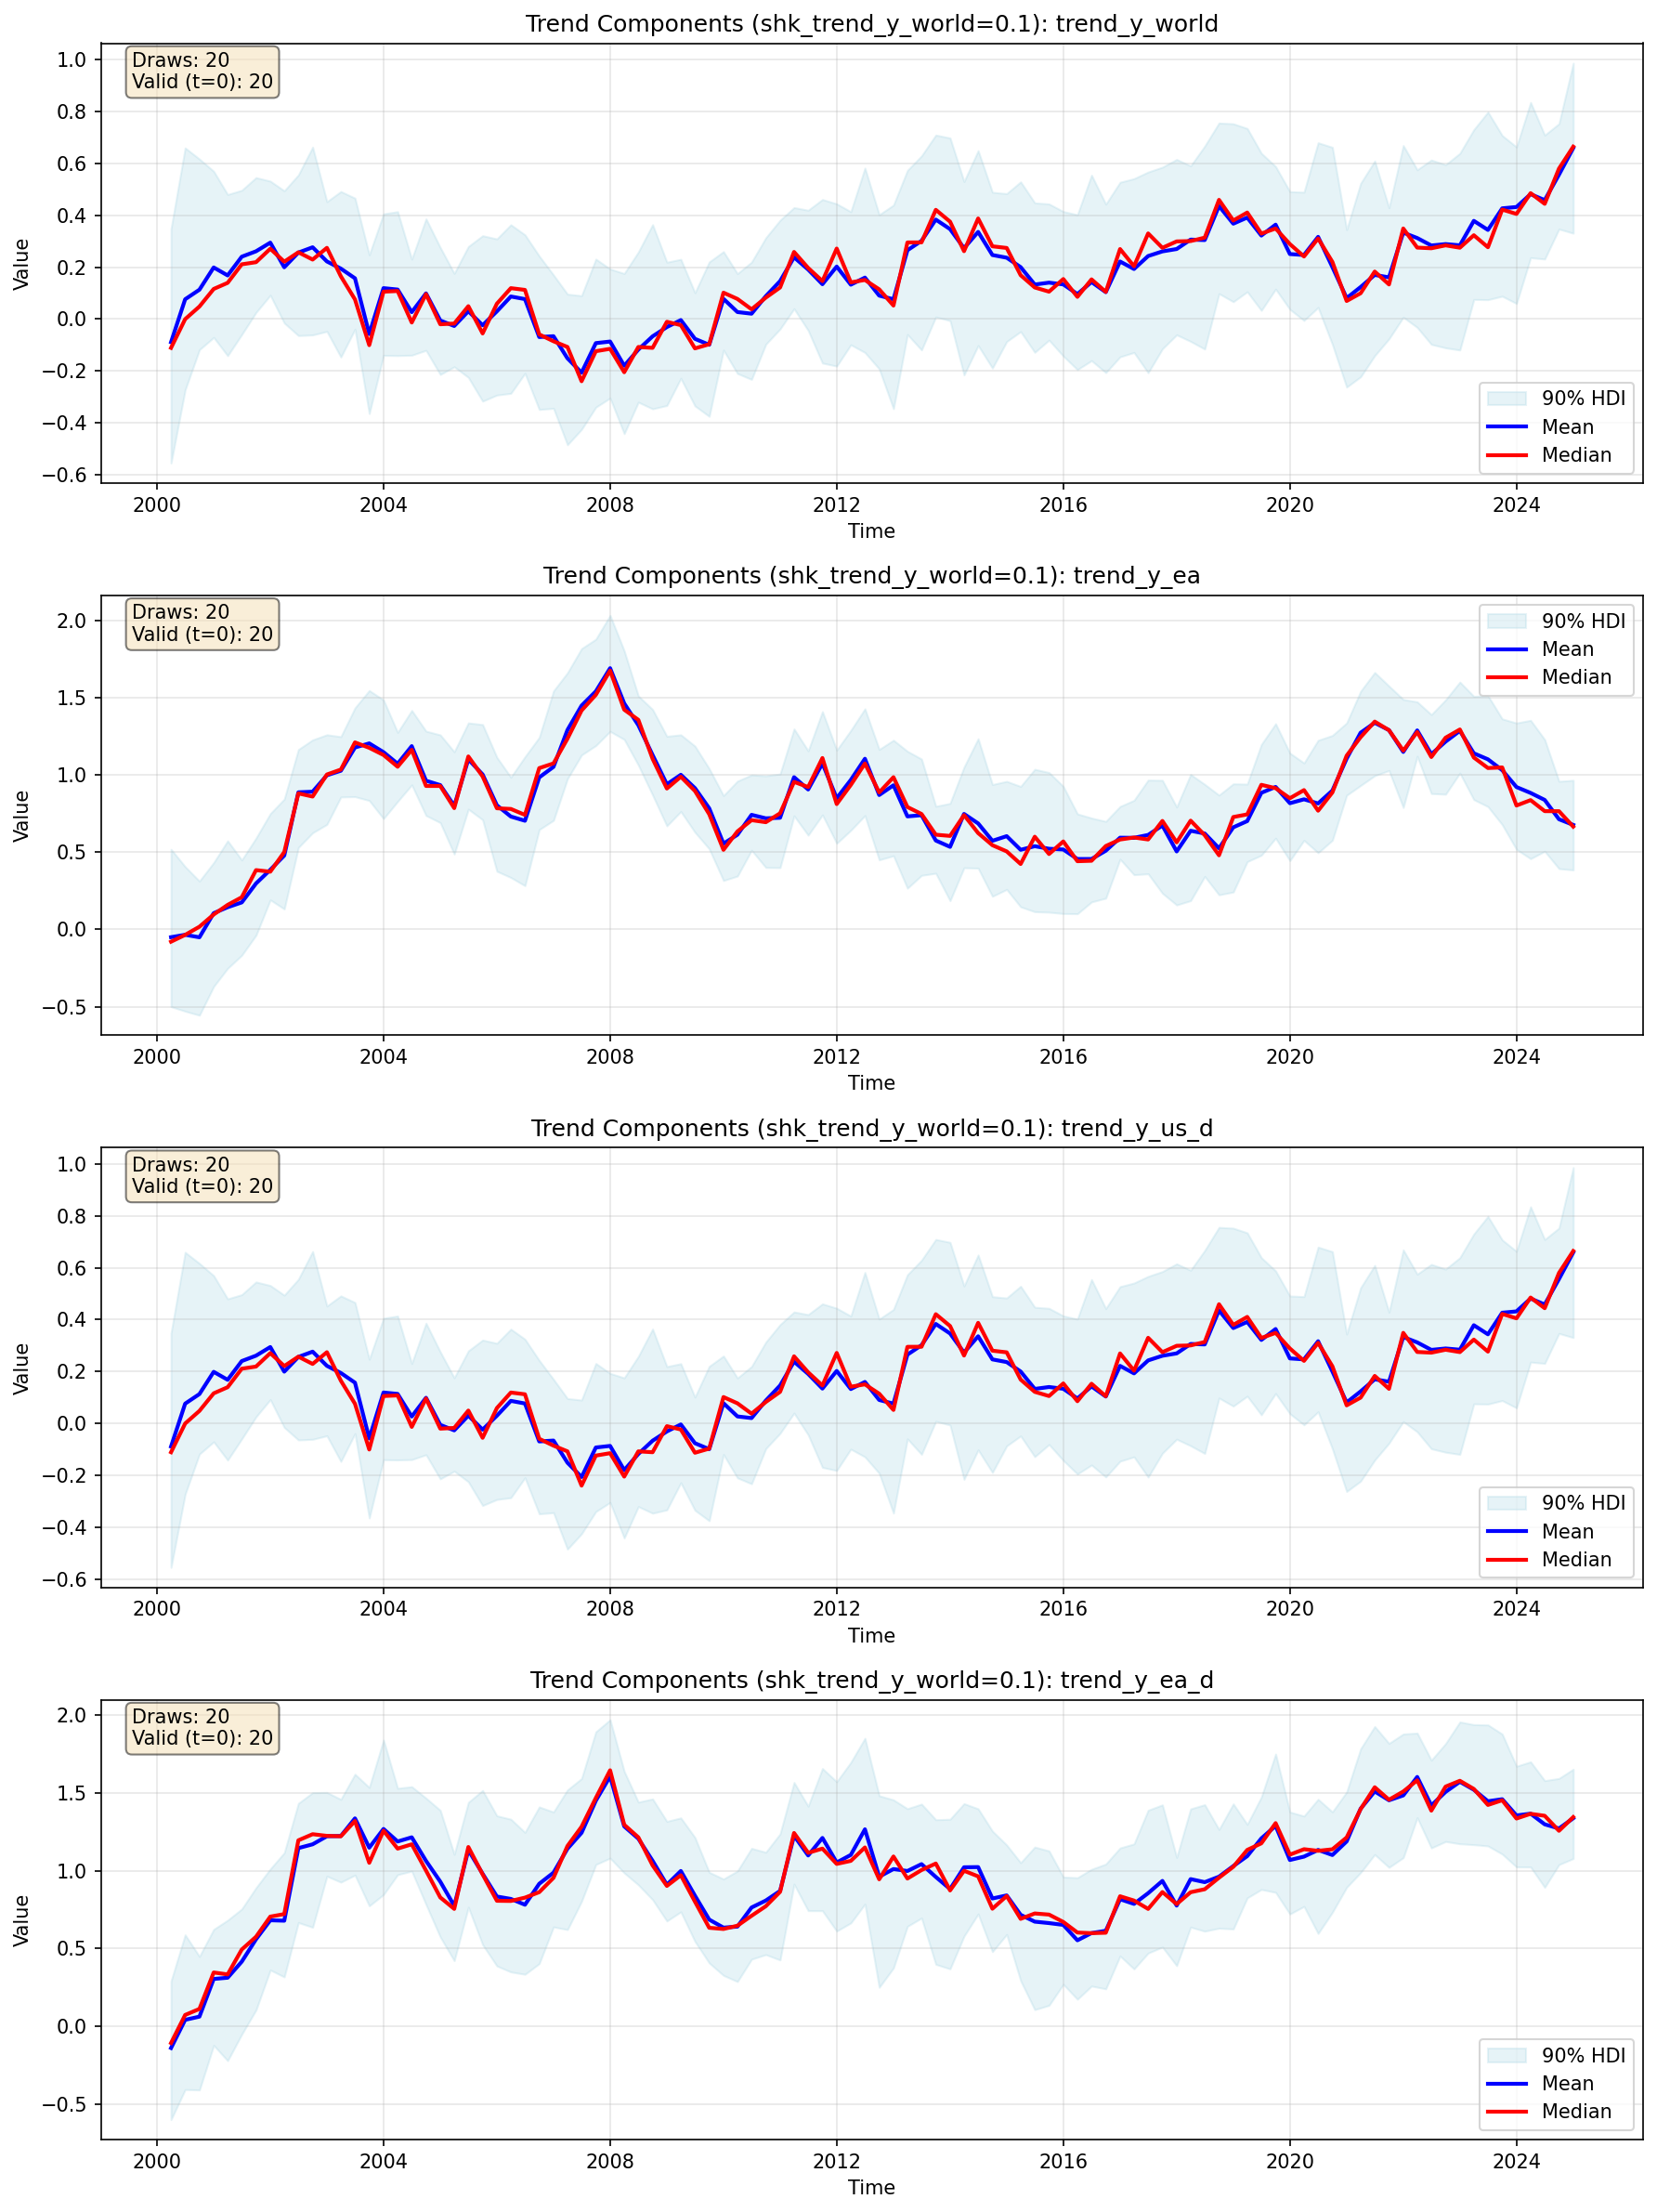 Trend Components (shk_trend_y_world=0.1): trend_y_world
Draws: 20
Valid (t=0): 20
1.0
0.8
0.6
0.4
0.2
0.0
−0.2
−0.4
−0.6
Value
90% HDI
Mean
Median
2000 2004 2008 2012 2016 2020 2024
Time
Trend Components (shk_trend_y_world=0.1): trend_y_ea
Draws: 20
Valid (t=0): 20
90% HDI
Mean
Median
2.0
1.5
1.0
0.5
0.0
−0.5
Value
2000 2004 2008 2012 2016 2020 2024
Time
Trend Components (shk_trend_y_world=0.1): trend_y_us_d
Draws: 20
Valid (t=0): 20
1.0
0.8
0.6
0.4
0.2
0.0
−0.2
−0.4
−0.6
Value
90% HDI
Mean
Median
2000 2004 2008 2012 2016 2020 2024
Time
Trend Components (shk_trend_y_world=0.1): trend_y_ea_d
Draws: 20
Valid (t=0): 20
2.0
1.5
1.0
0.5
0.0
−0.5
Value
90% HDI
Mean
Median
2000 2004 2008 2012 2016 2020 2024
Time